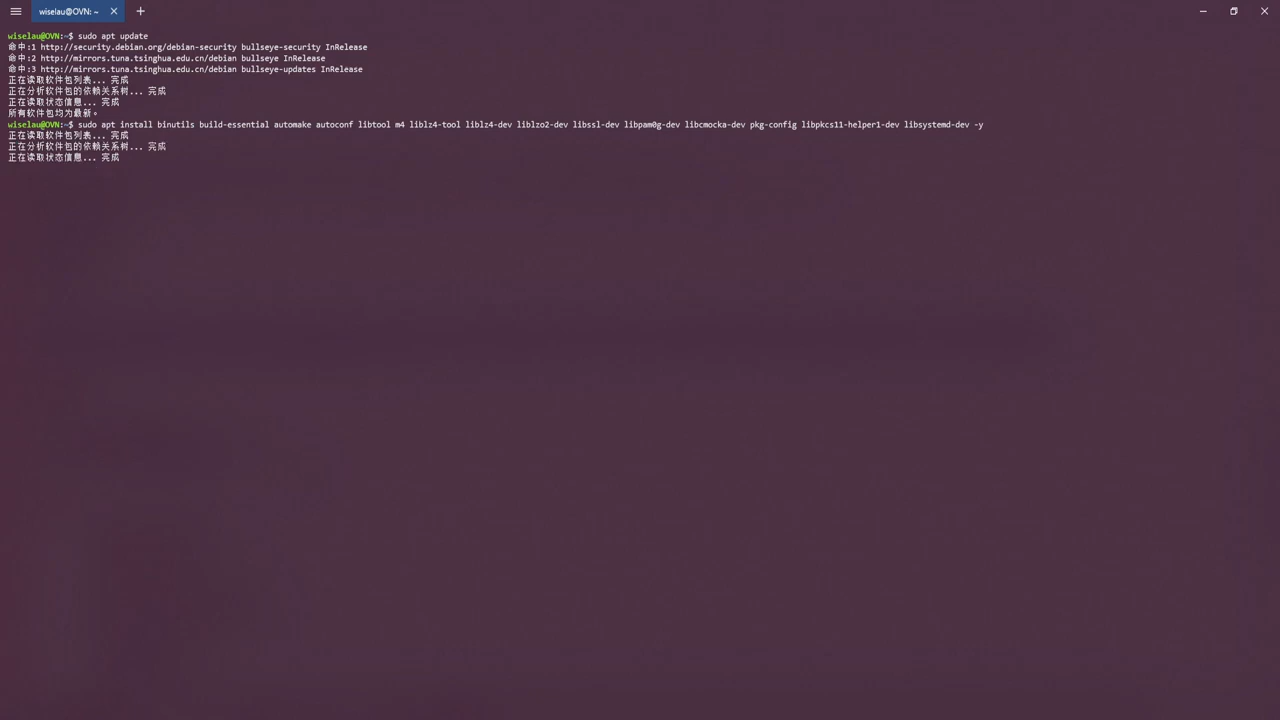 wiselau@OVN: ~
wiselau@OVN:~$ sudo apt update
命中:1 http://security.debian.org/debian-security bullseye-security InRelease
命中:2 http://mirrors.tuna.tsinghua.edu.cn/debian bullseye InRelease
命中:3 http://mirrors.tuna.tsinghua.edu.cn/debian bullseye-updates InRelease
正在读取软件包列表... 完成
正在分析软件包的依赖关系树... 完成
正在读取状态信息... 完成
所有软件包均为最新。
wiselau@OVN:~$ sudo apt install binutils build-essential automake autoconf libtool m4 liblz4-tool liblz4-dev liblzo2-dev libssl-dev libpam0g-dev libcmocka-dev pkg-config libpkcs11-helper1-dev libsystemd-dev -y
正在读取软件包列表... 完成
正在分析软件包的依赖关系树... 完成
正在读取状态信息... 完成